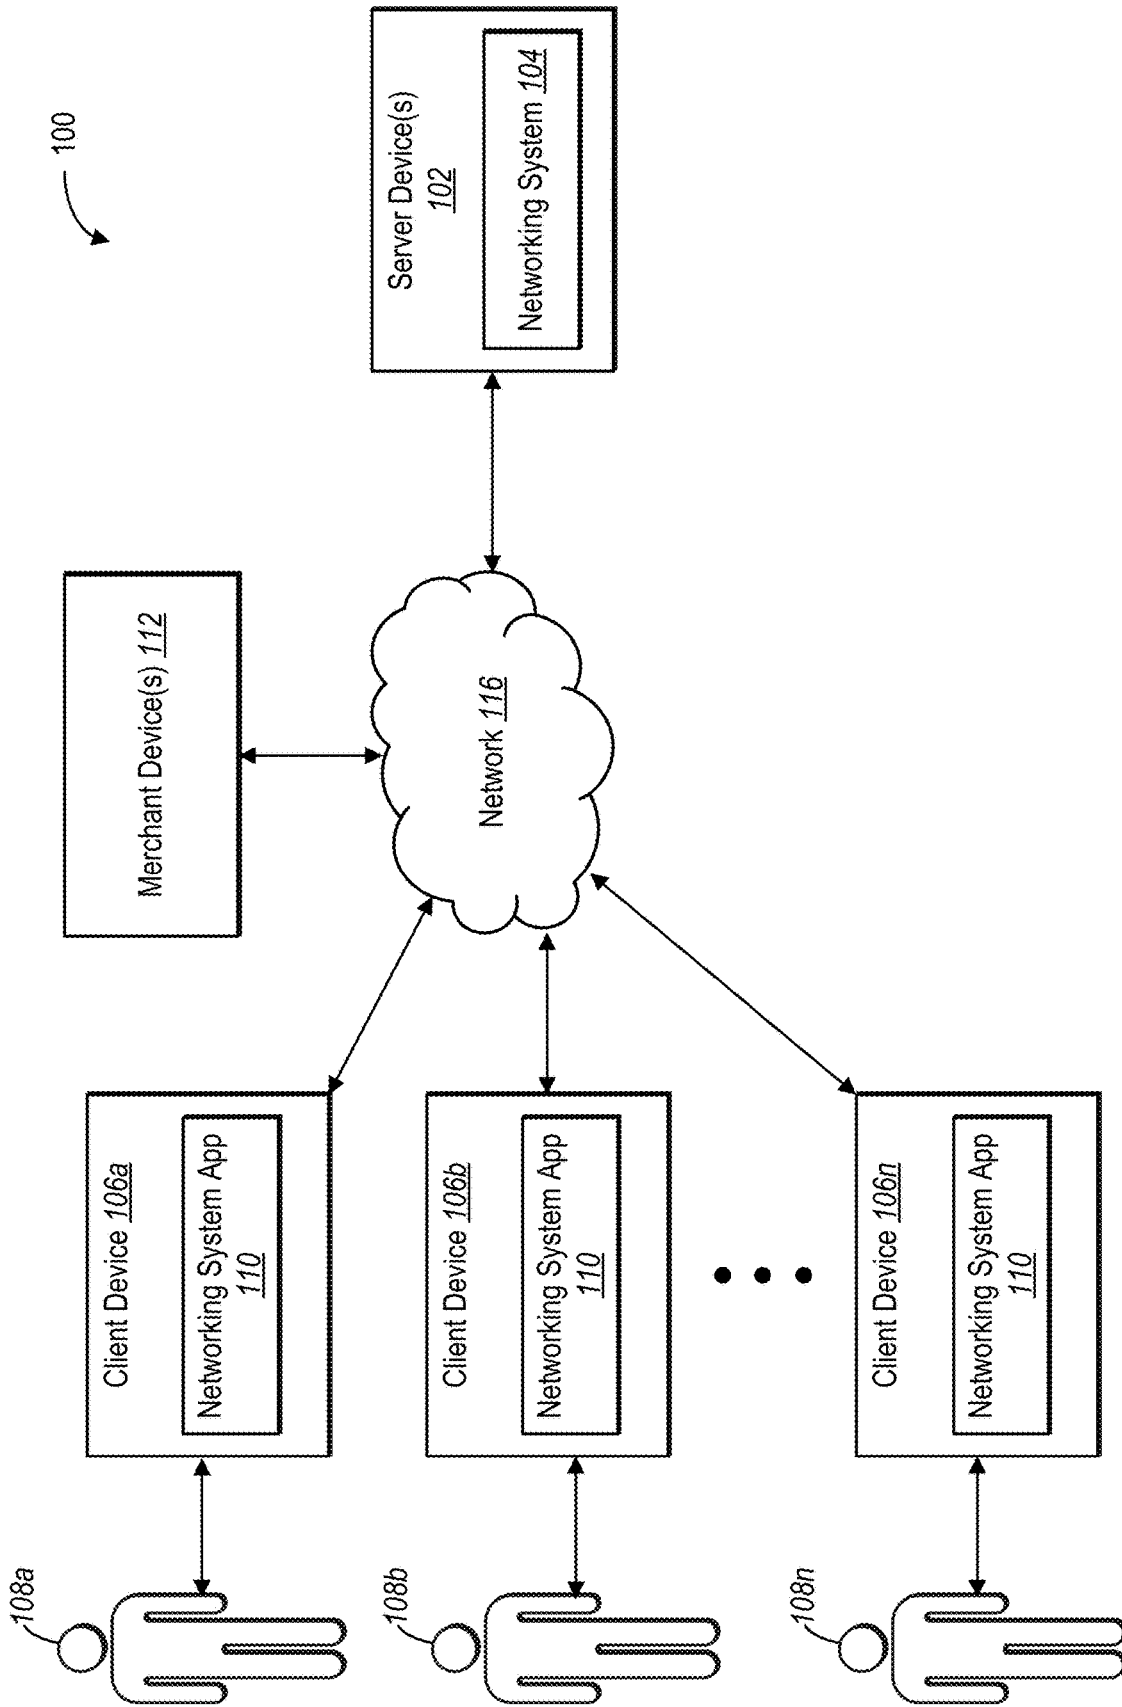 100
Server Device(s)
102
Networking System 104
Merchant Device(s) 112
Network 116
Client Device 106a
Networking System App
110
Client Device 106b
Networking System App
110
Client Device 106n
Networking System App
110
108a
108b
108n